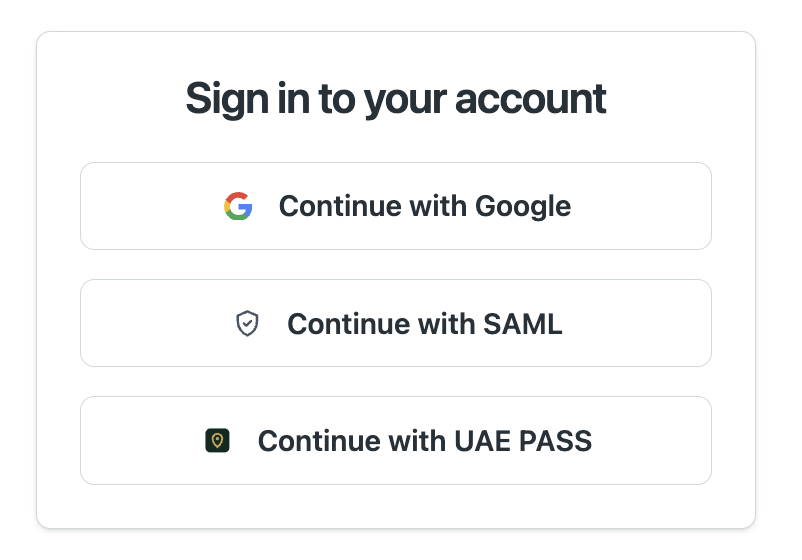 Sign in to your account
Continue with Google
Continue with SAML
Continue with UAE PASS